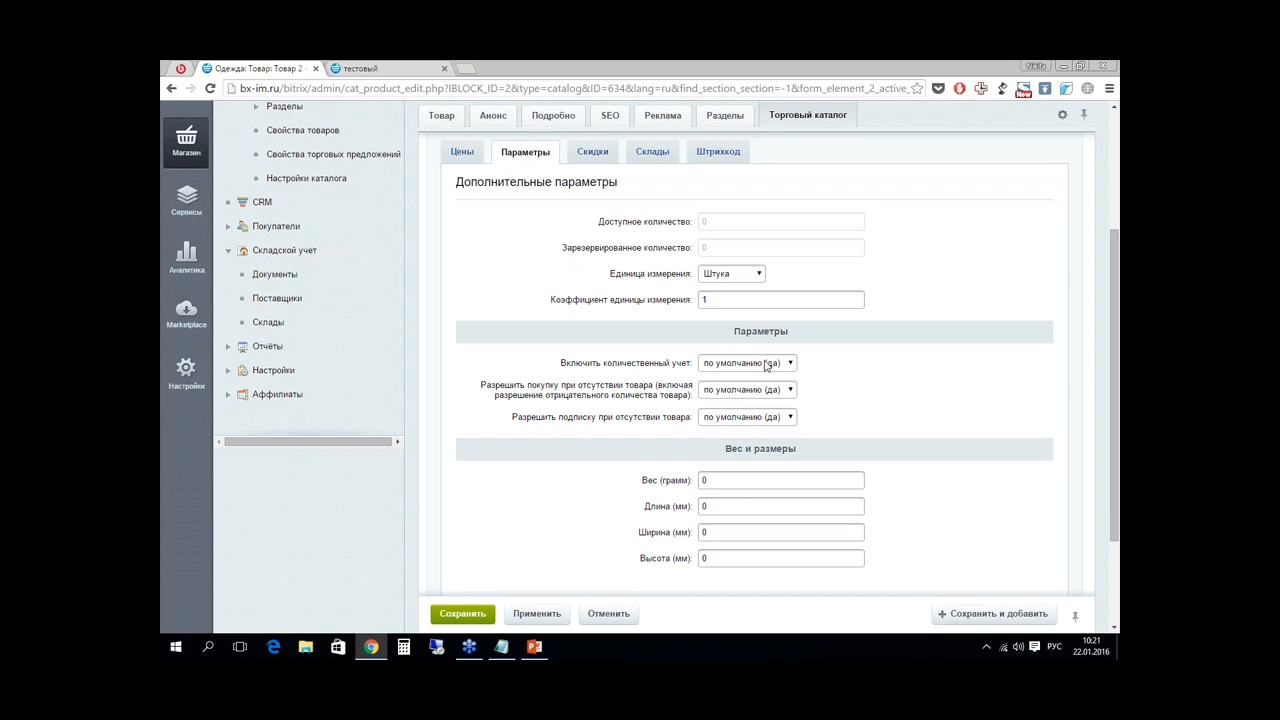 Одежда: Товар: Товар 2 -
тестовый
Nikita
bx-im.ru/bitrix/admin/cat_product_edit.php?IBLOCK_ID=2&type=catalog&ID=634&lang=ru&find_section_section=-1&form_element_2_active_
New
Магазин
Сервисы
Аналитика
Marketplace
Настройки
Разделы
Свойства товаров
Свойства торговых предложений
Настройки каталога
CRM
Покупатели
Складской учет
Документы
Поставщики
Склады
Отчёты
Настройки
Аффилиаты
Товар
Анонс
Подробно
SEO
Реклама
Разделы
Торговый каталог
Цены
Параметры
Скидки
Склады
Штрихкод
Дополнительные параметры
Доступное количество: 0
Зарезервированное количество: 0
Единица измерения: Штука
Коэффициент единицы измерения: 1
Параметры
Включить количественный учет: по умолчанию (да)
Разрешить покупку при отсутствии товара (включая
разрешение отрицательного количества товара): по умолчанию (да)
Разрешить подписку при отсутствии товара: по умолчанию (да)
Вес и размеры
Вес (грамм): 0
Длина (мм): 0
Ширина (мм): 0
Высота (мм): 0
Сохранить
Применить
Отменить
+ Сохранить и добавить
РУС
10:21
22.01.2016